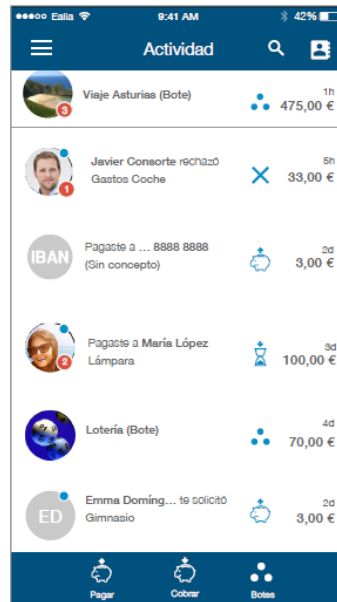 Ealia 9:41 AM 42%
Actividad
Viaje Asturias (Bote) 1h
3 475,00 €
Javier Consorte rechazó 5h
Gastos Coche 33,00 €
1
IBAN Pagaste a ... 8888 8888 2d
(Sin concepto) 3,00 €
Pagaste a María López 3d
Lámpara 100,00 €
2
Lotería (Bote) 4d
70,00 €
ED Emma Domíng... te solicitó 2d
Gimnasio 3,00 €
Pagar Cobrar Botes